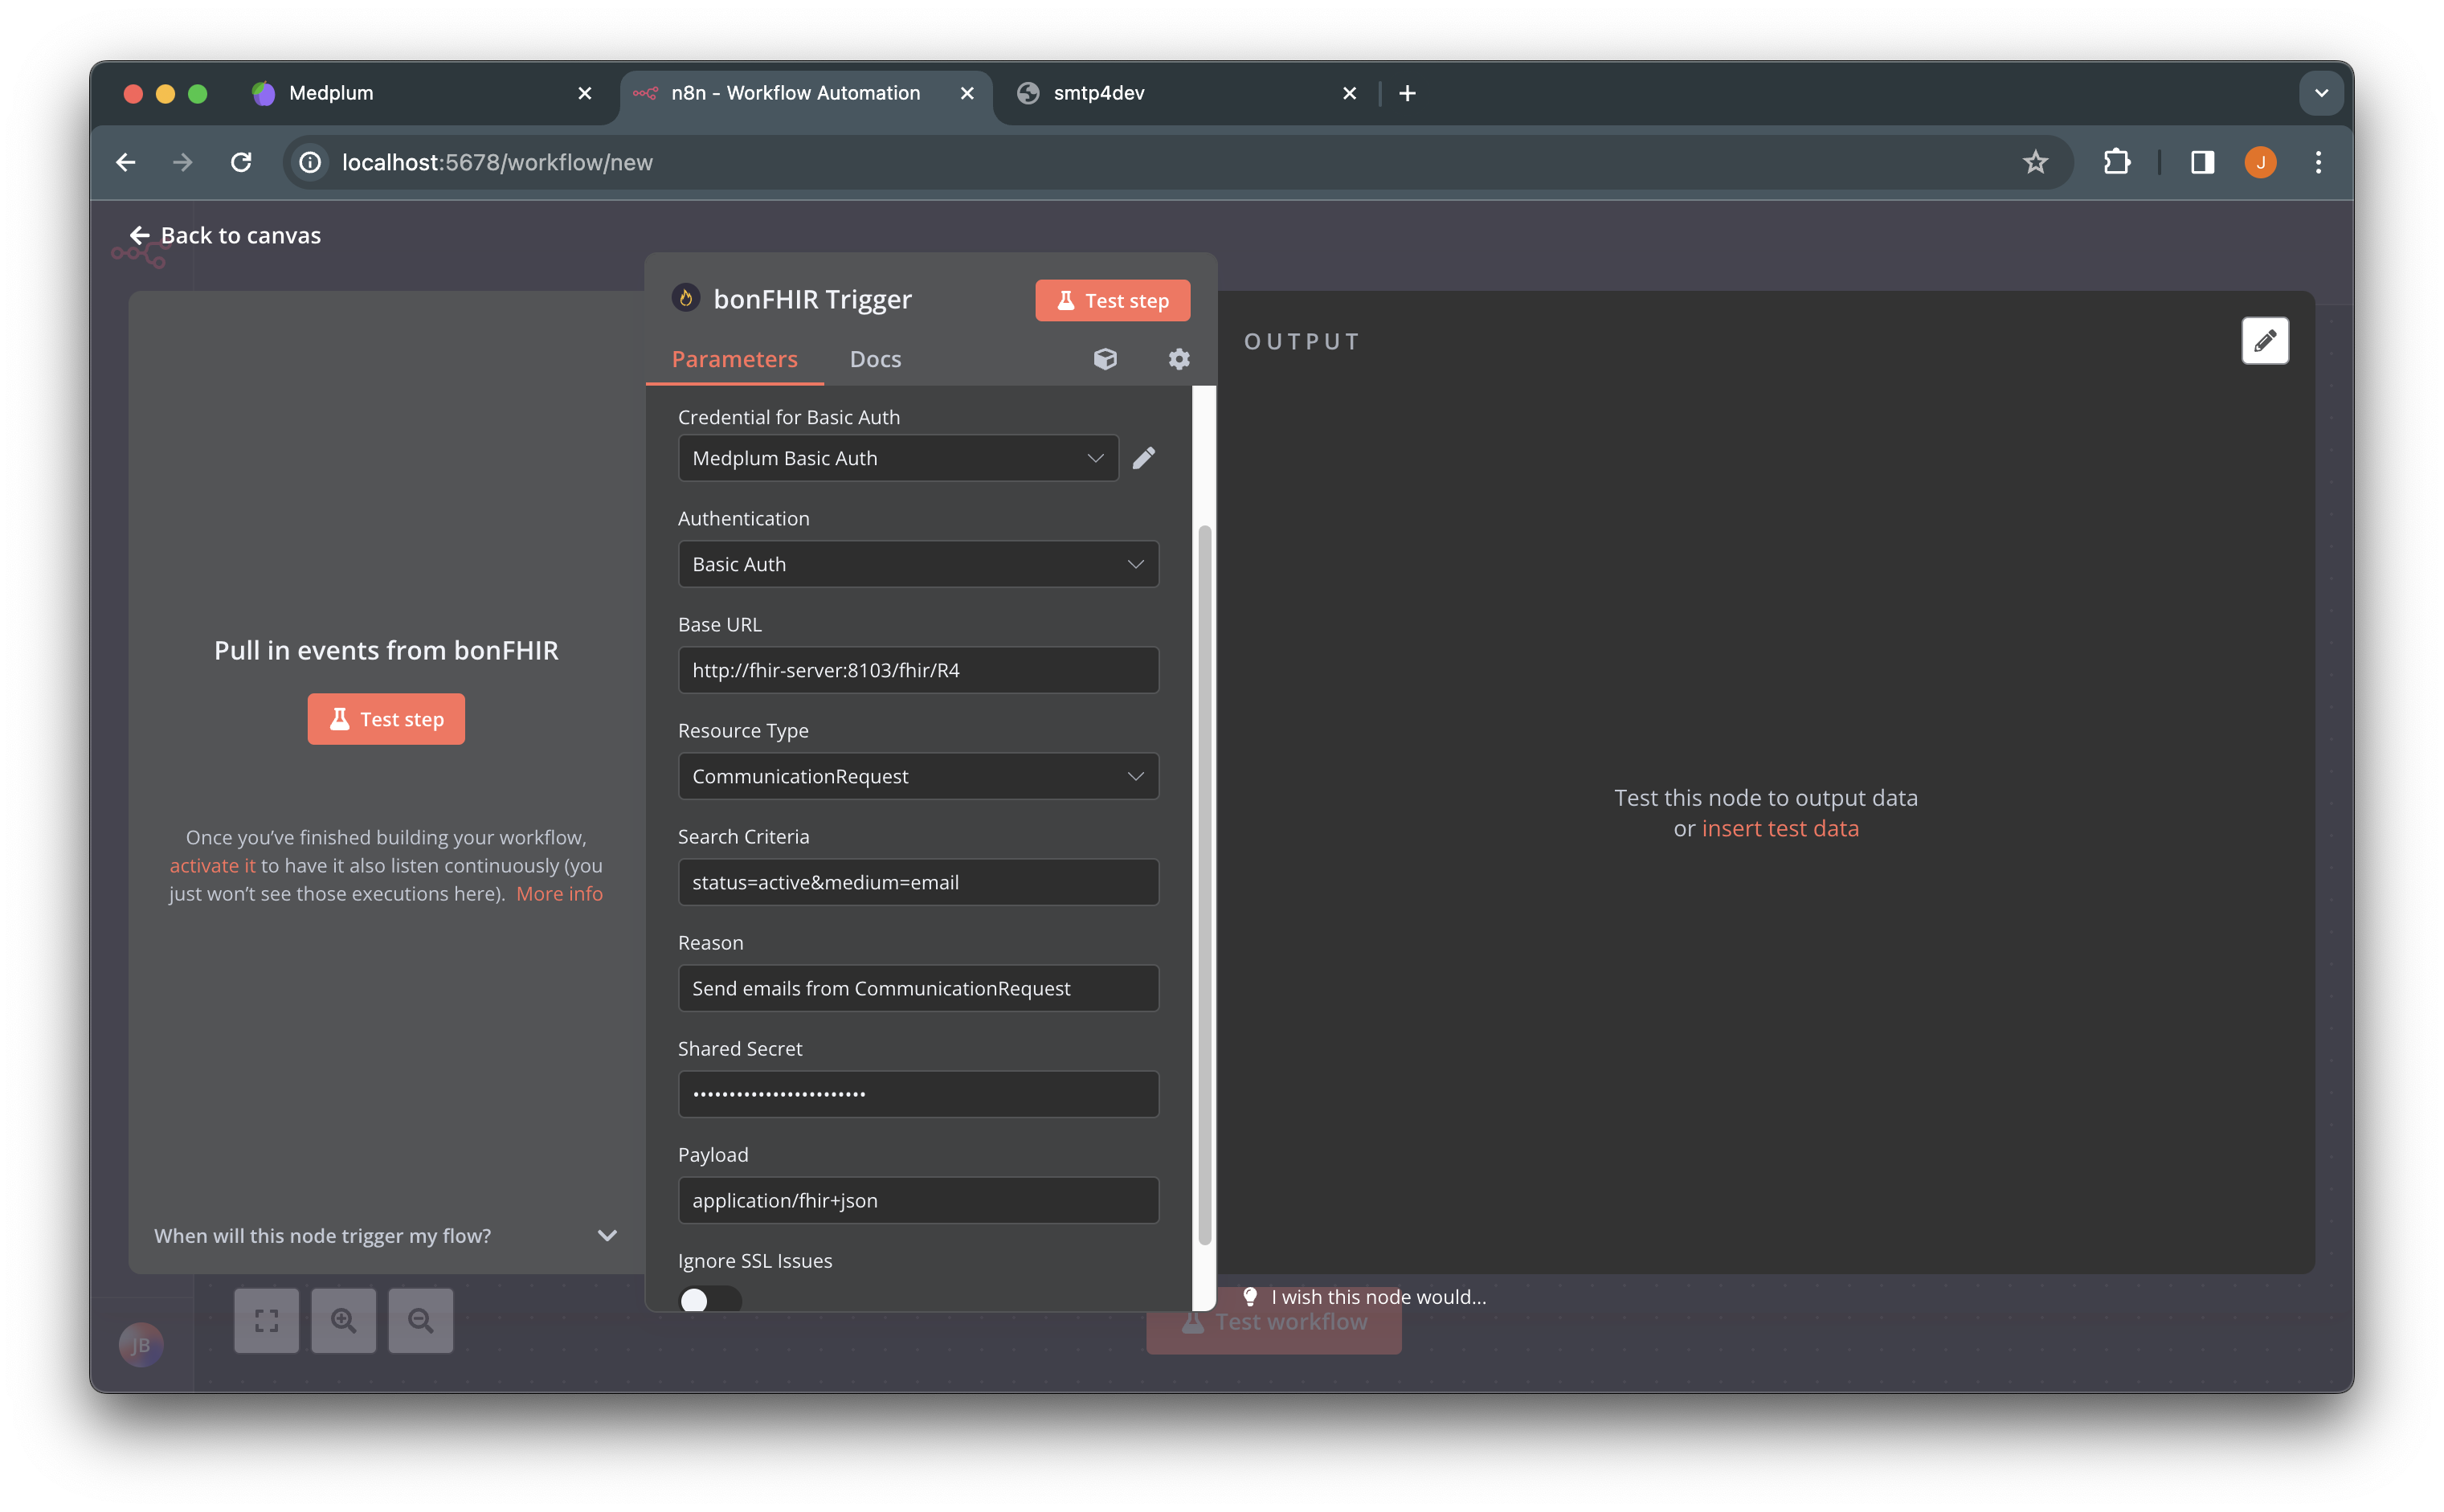 Medplum
n8n - Workflow Automation
smtp4dev
localhost:5678/workflow/new
J
Back to canvas
bonFHIR Trigger
Test step
Parameters
Docs
OUTPUT
Credential for Basic Auth
Medplum Basic Auth
Authentication
Basic Auth
Base URL
http://fhir-server:8103/fhir/R4
Resource Type
CommunicationRequest
Search Criteria
status=active&medium=email
Reason
Send emails from CommunicationRequest
Shared Secret
••••••••••••••••••••••••
Payload
application/fhir+json
Ignore SSL Issues
Pull in events from bonFHIR
Test step
Once you’ve finished building your workflow,
activate it to have it also listen continuously (you
just won’t see those executions here). More info
When will this node trigger my flow?
Test this node to output data
or insert test data
I wish this node would...
Test workflow
JB